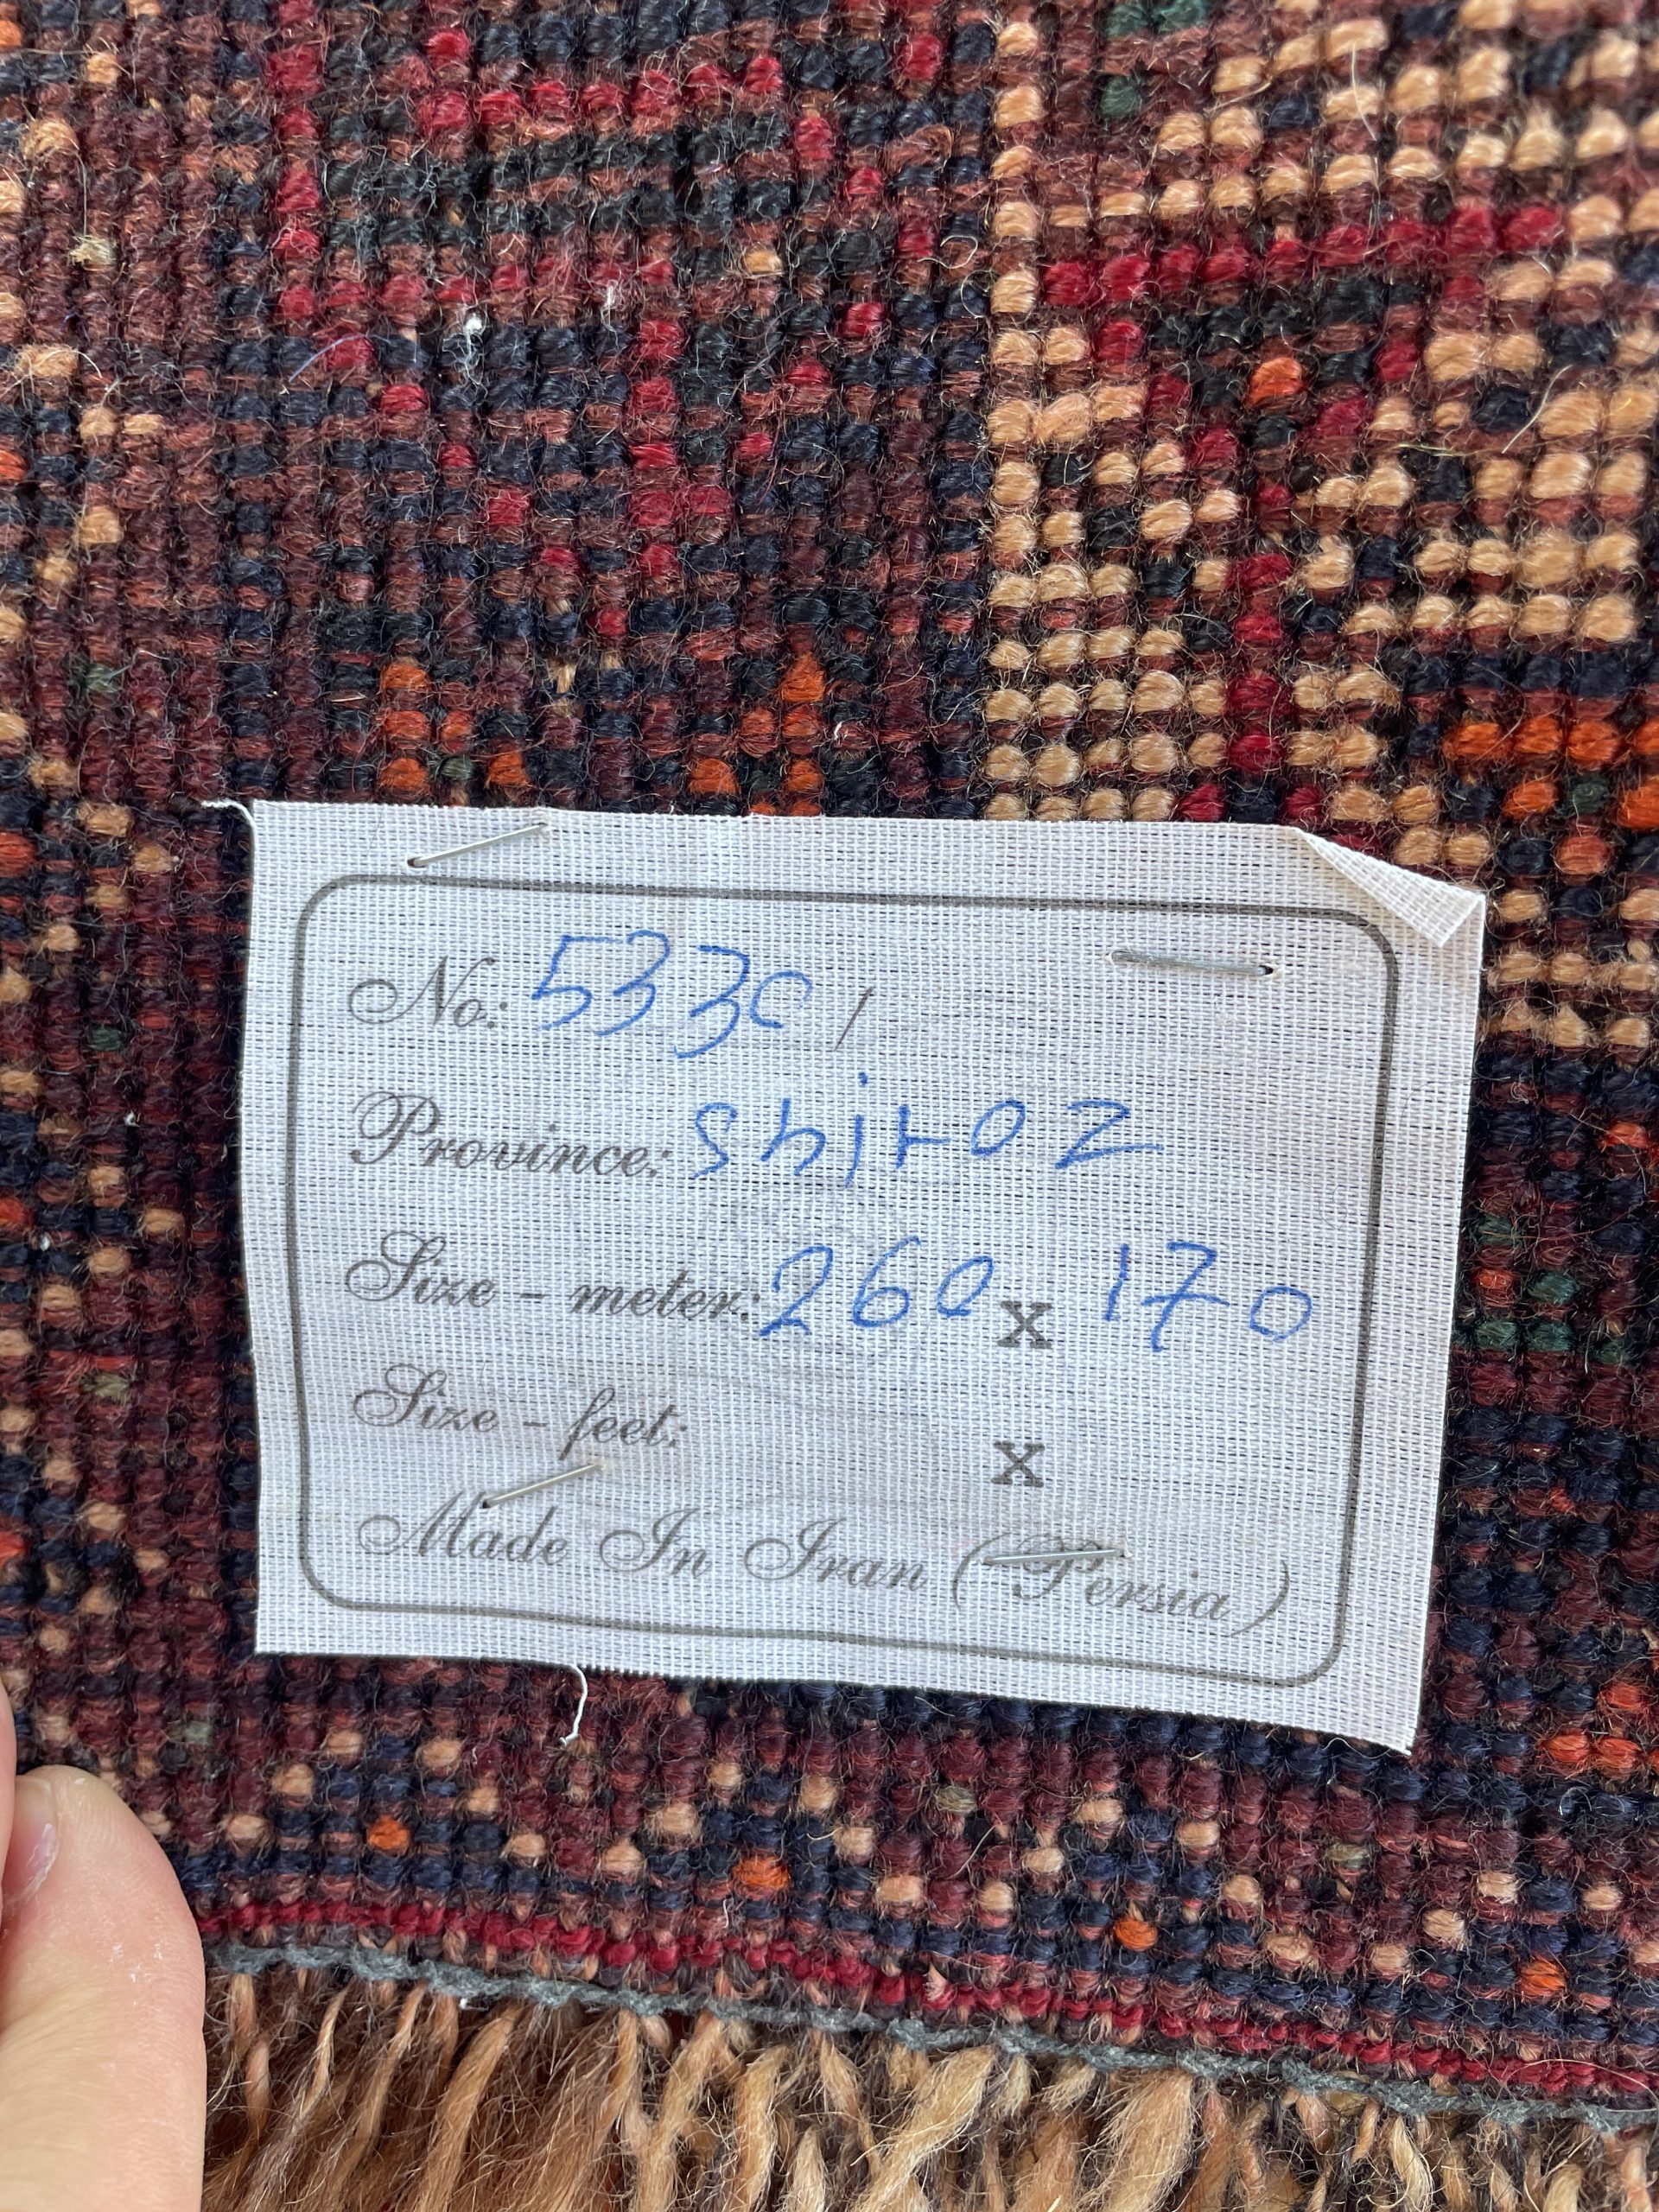 No: 5330 /
Province: shiroz
Size - meter: 260 x 170
Size - feet: x
Made In Iran (Persia)